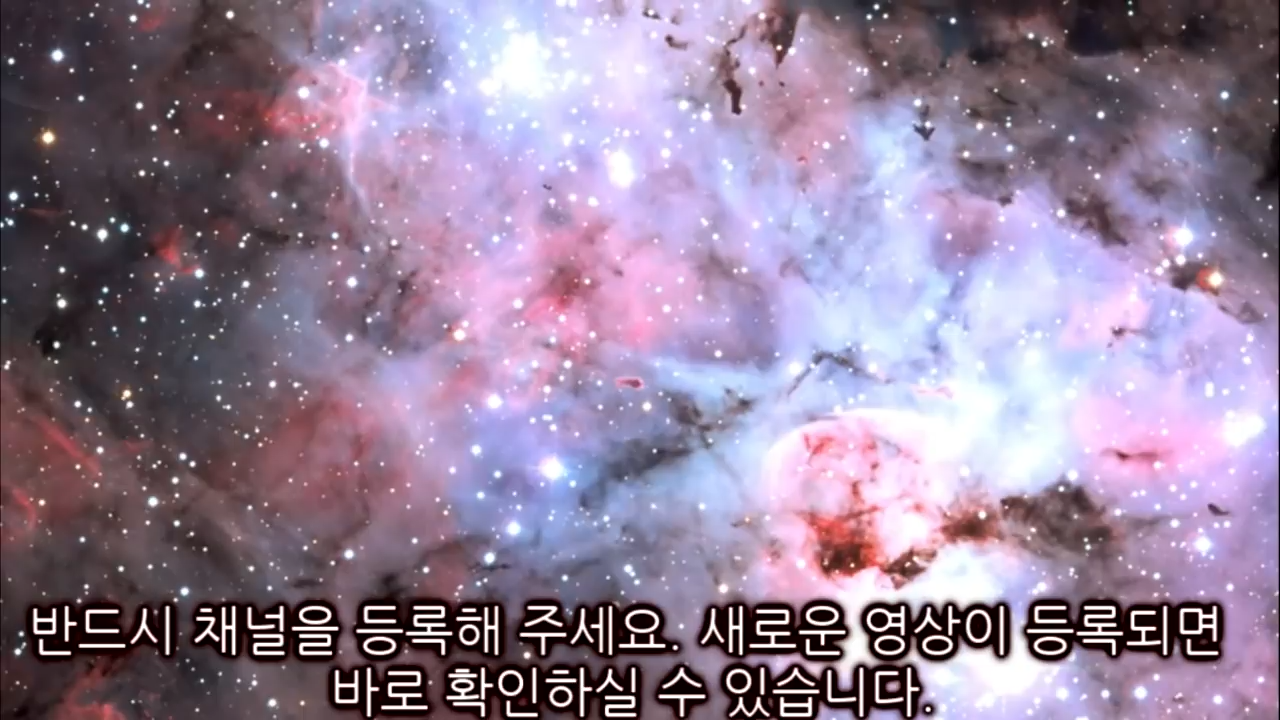 반드시 채널을 등록해 주세요. 새로운 영상이 등록되면
바로 확인하실 수 있습니다.